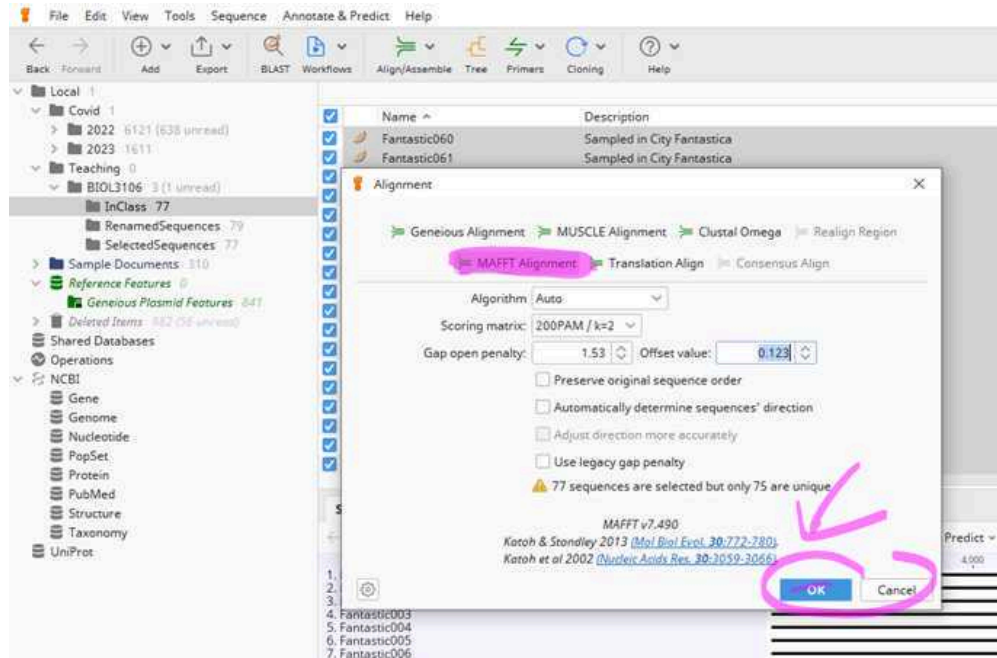 File Edit View Tools Sequence Annotate & Predict Help
Back Forward Add Export BLAST Workflows Align/Assemble Tree Primers Cloning Help
Local 1
Covid 1
2022 6121 (638 unread)
2023 1611
Teaching 0
BIOL3106 3 (1 unread)
InClass 77
RenamedSequences 79
SelectedSequences 77
Sample Documents 310
Reference Features 0
Geneious Plasmid Features 841
Deleted Items
Shared Databases
Operations
NCBI
Gene
Genome
Nucleotide
PopSet
Protein
PubMed
Structure
Taxonomy
UniProt
Name Description
Fantastic060 Sampled in City Fantastica
Fantastic061 Sampled in City Fantastica
Alignment
Geneious Alignment MUSCLE Alignment Clustal Omega Realign Region
MAFFT Alignment Translation Align Consensus Align
Algorithm Auto
Scoring matrix: 200PAM / k=2
Gap open penalty: 1.53 Offset value: 0.123
Preserve original sequence order
Automatically determine sequences' direction
Adjust direction more accurately
Use legacy gap penalty
77 sequences are selected but only 75 are unique
MAFFT v7.490
Katoh & Standley 2013 (Mol Biol Evol. 30:772-780).
Katoh et al 2002 (Nucleic Acids Res. 30:3059-3066).
OK Cancel
Predict
4,000
1.
2.
3.
4. Fantastic003
5. Fantastic004
6. Fantastic005
7. Fantastic006